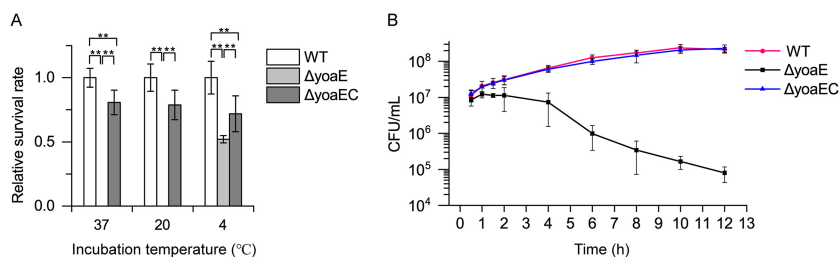 A
Relative survival rate
1.0
0.5
0.0
** ** **
** **
** ** **
37 20 4
Incubation temperature (°C)
WT
ΔyoaE
ΔyoaEC
B
CFU/mL
10⁸
10⁷
10⁶
10⁵
10⁴
0 1 2 3 4 5 6 7 8 9 10 11 12 13
Time (h)
WT
ΔyoaE
ΔyoaEC